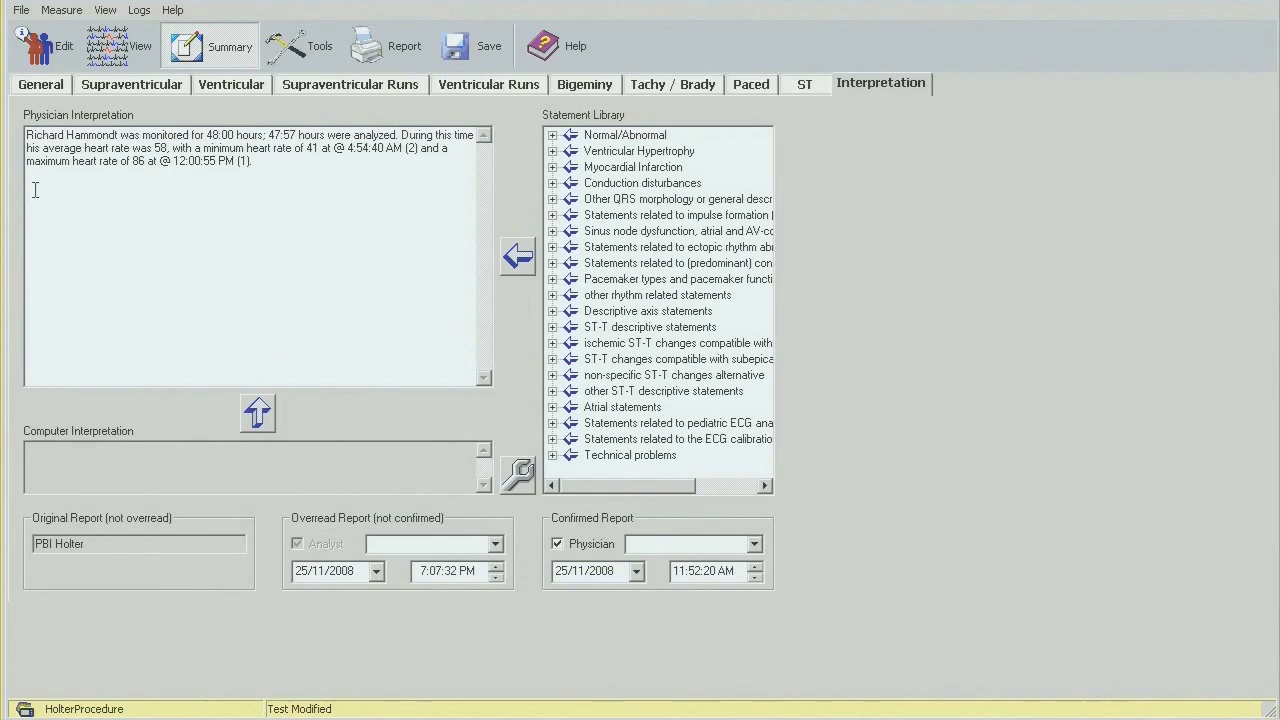 File Measure View Logs Help
Edit View Summary Tools Report Save Help
General Supraventricular Ventricular Supraventricular Runs Ventricular Runs Bigeminy Tachy / Brady Paced ST Interpretation
Physician Interpretation
Richard Hammondt was monitored for 48:00 hours; 47:57 hours were analyzed. During this time
his average heart rate was 58, with a minimum heart rate of 41 at @ 4:54:40 AM (2) and a
maximum heart rate of 86 at @ 12:00:55 PM (1).
Statement Library
Normal/Abnormal
Ventricular Hypertrophy
Myocardial Infarction
Conduction disturbances
Other QRS morphology or general descr
Statements related to impulse formation
Sinus node dysfunction, atrial and AV-co
Statements related to ectopic rhythm abn
Statements related to (predominant) con
Pacemaker types and pacemaker functi
other rhythm related statements
Descriptive axis statements
ST-T descriptive statements
ischemic ST-T changes compatible with
ST-T changes compatible with subepica
non-specific ST-T changes alternative
other ST-T descriptive statements
Atrial statements
Statements related to pediatric ECG ana
Statements related to the ECG calibratio
Technical problems
Computer Interpretation
Original Report (not overread)
PBI Holter
Overread Report (not confirmed)
Analyst
25/11/2008 7:07:32 PM
Confirmed Report
Physician
25/11/2008 11:52:20 AM
HolterProcedure Test Modified